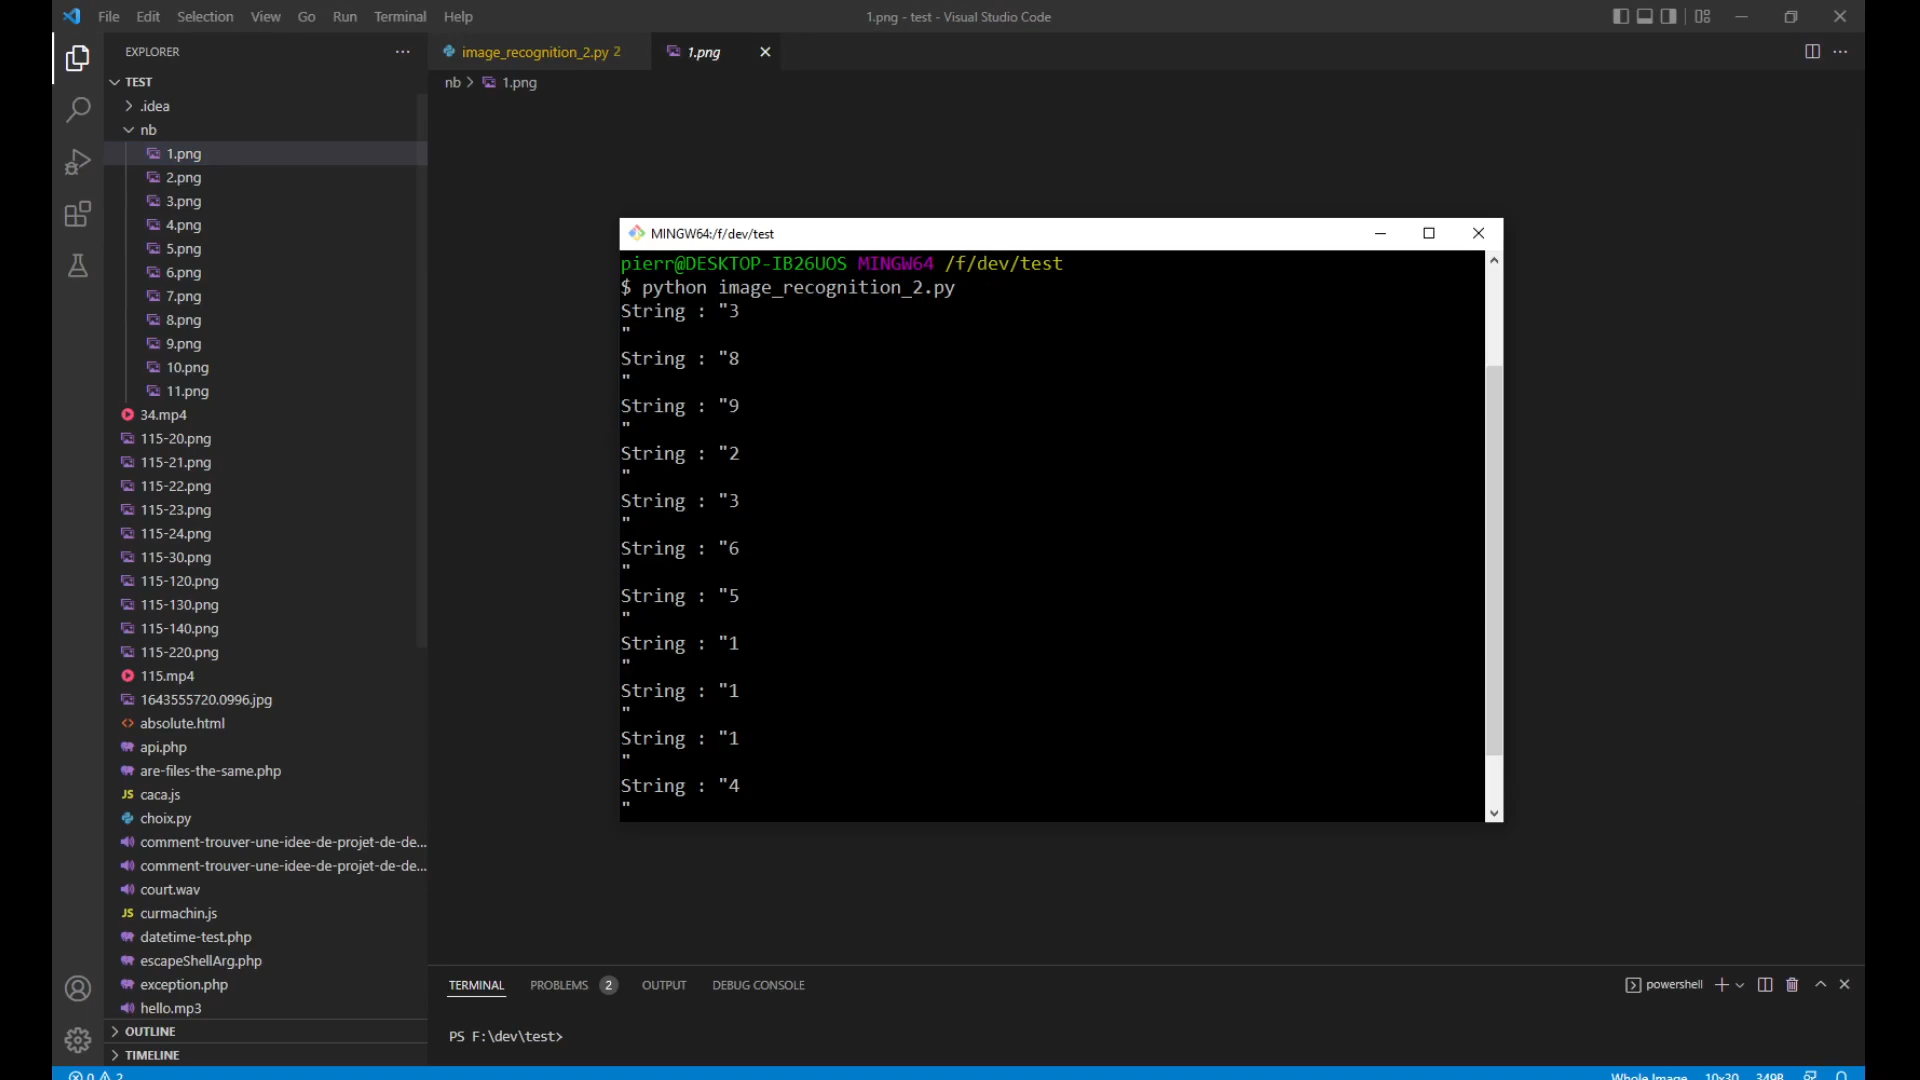 File Edit Selection View Go Run Terminal Help
1.png - test - Visual Studio Code
EXPLORER
TEST
.idea
nb
1.png
2.png
3.png
4.png
5.png
6.png
7.png
8.png
9.png
10.png
11.png
34.mp4
115-20.png
115-21.png
115-22.png
115-23.png
115-24.png
115-30.png
115-120.png
115-130.png
115-140.png
115-220.png
115.mp4
1643555720.0996.jpg
absolute.html
api.php
are-files-the-same.php
JS caca.js
choix.py
comment-trouver-une-idee-de-projet-de-de...
comment-trouver-une-idee-de-projet-de-de...
court.wav
JS curmachin.js
datetime-test.php
escapeShellArg.php
exception.php
hello.mp3
OUTLINE
TIMELINE
image_recognition_2.py 2
1.png
nb > 1.png
MINGW64:/f/dev/test
pierr@DESKTOP-IB26UOS MINGW64 /f/dev/test
$ python image_recognition_2.py
String : "3
"
String : "8
"
String : "9
"
String : "2
"
String : "3
"
String : "6
"
String : "5
"
String : "1
"
String : "1
"
String : "1
"
String : "4
"
TERMINAL PROBLEMS 2 OUTPUT DEBUG CONSOLE
powershell
PS F:\dev\test>
0 2
Whole Image 10x30 349B